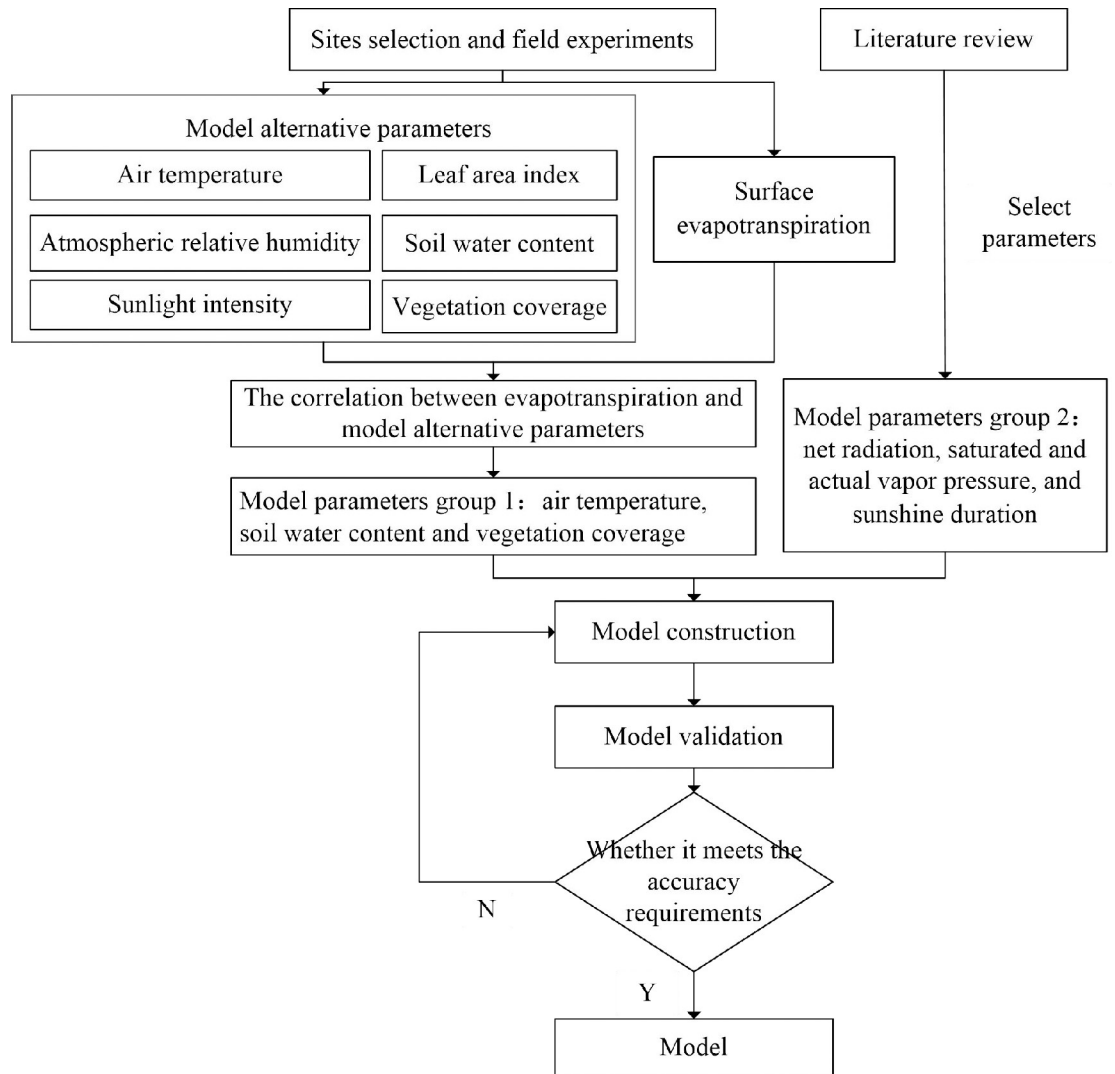 Sites selection and field experiments
Literature review
Model alternative parameters
Air temperature
Leaf area index
Atmospheric relative humidity
Soil water content
Sunlight intensity
Vegetation coverage
Surface
evapotranspiration
Select
parameters
The correlation between evapotranspiration and
model alternative parameters
Model parameters group 1：air temperature,
soil water content and vegetation coverage
Model parameters group 2：
net radiation, saturated and
actual vapor pressure, and
sunshine duration
Model construction
Model validation
Whether it meets the
accuracy
requirements
N
Y
Model